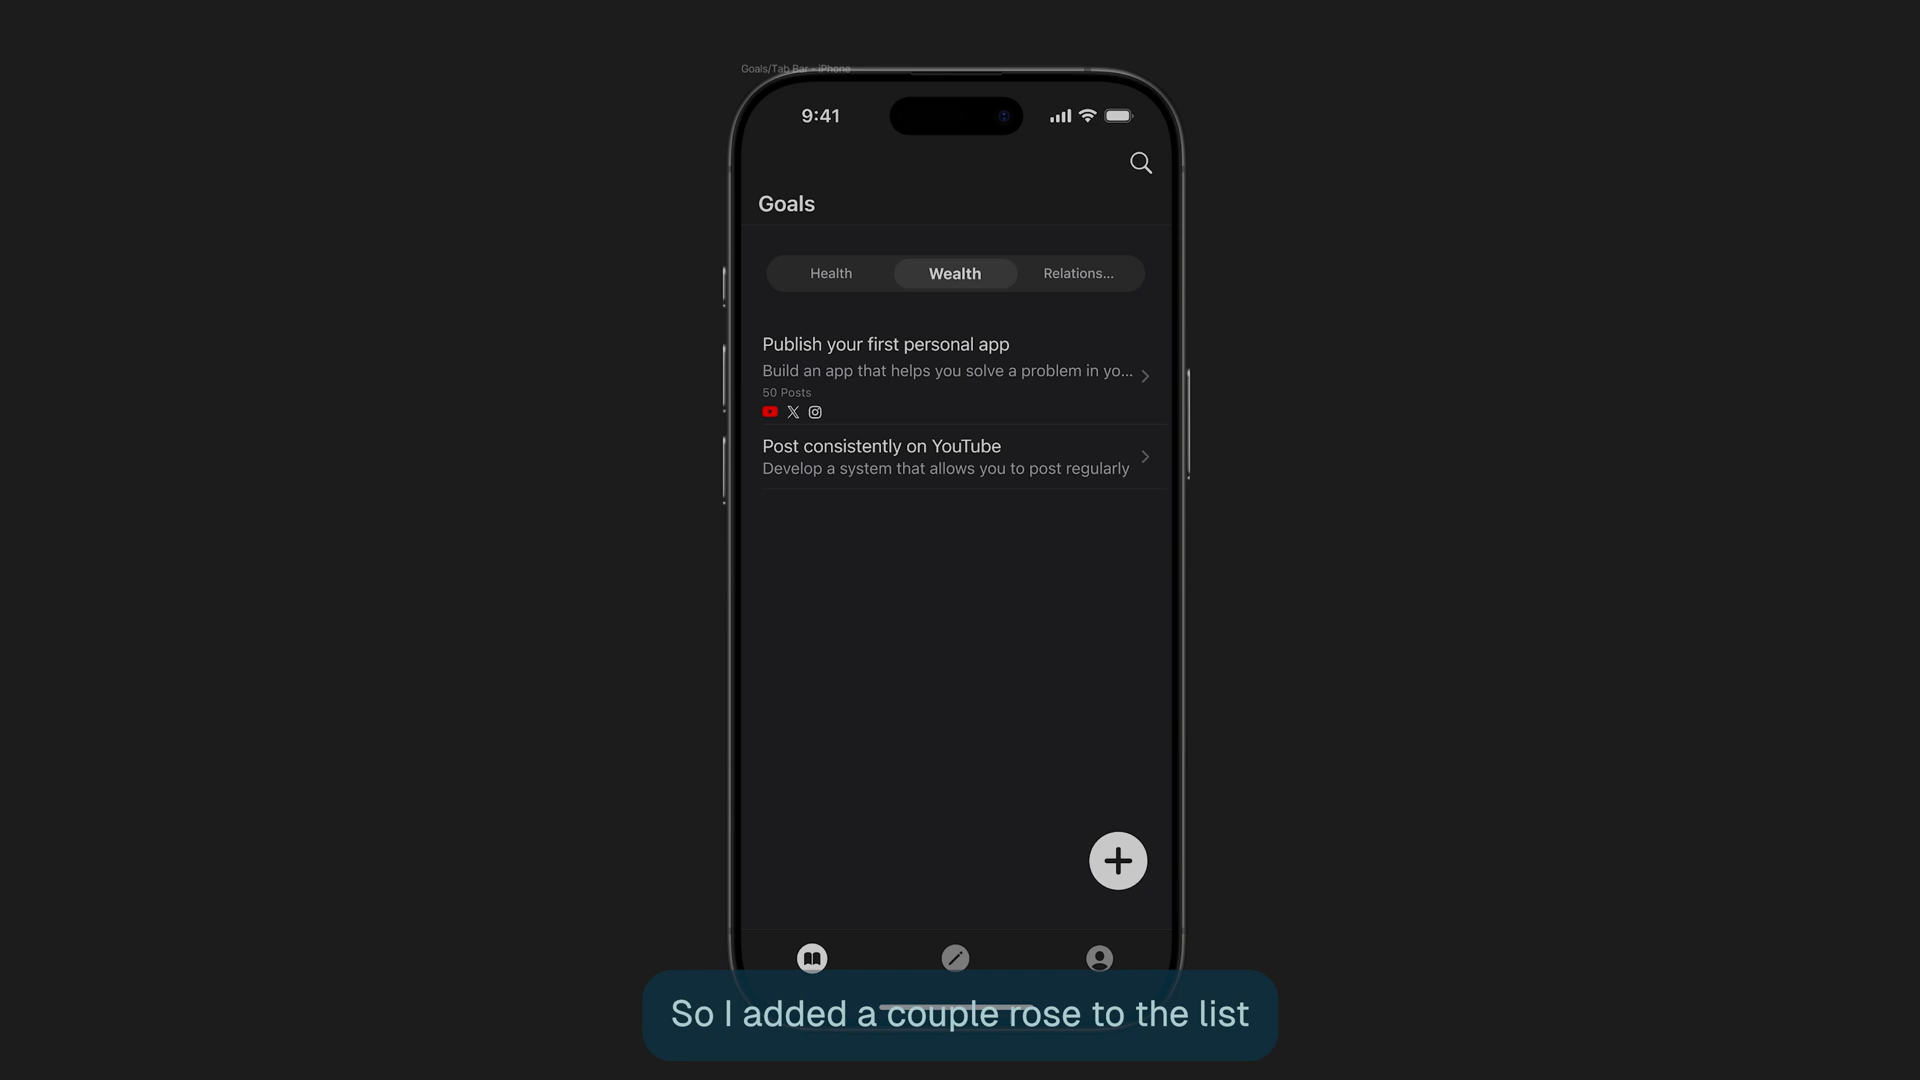 Goals/Tab Bar - iPhone
9:41
Goals
Health
Wealth
Relations...
Publish your first personal app
Build an app that helps you solve a problem in yo...
50 Posts
Post consistently on YouTube
Develop a system that allows you to post regularly
So I added a couple rose to the list